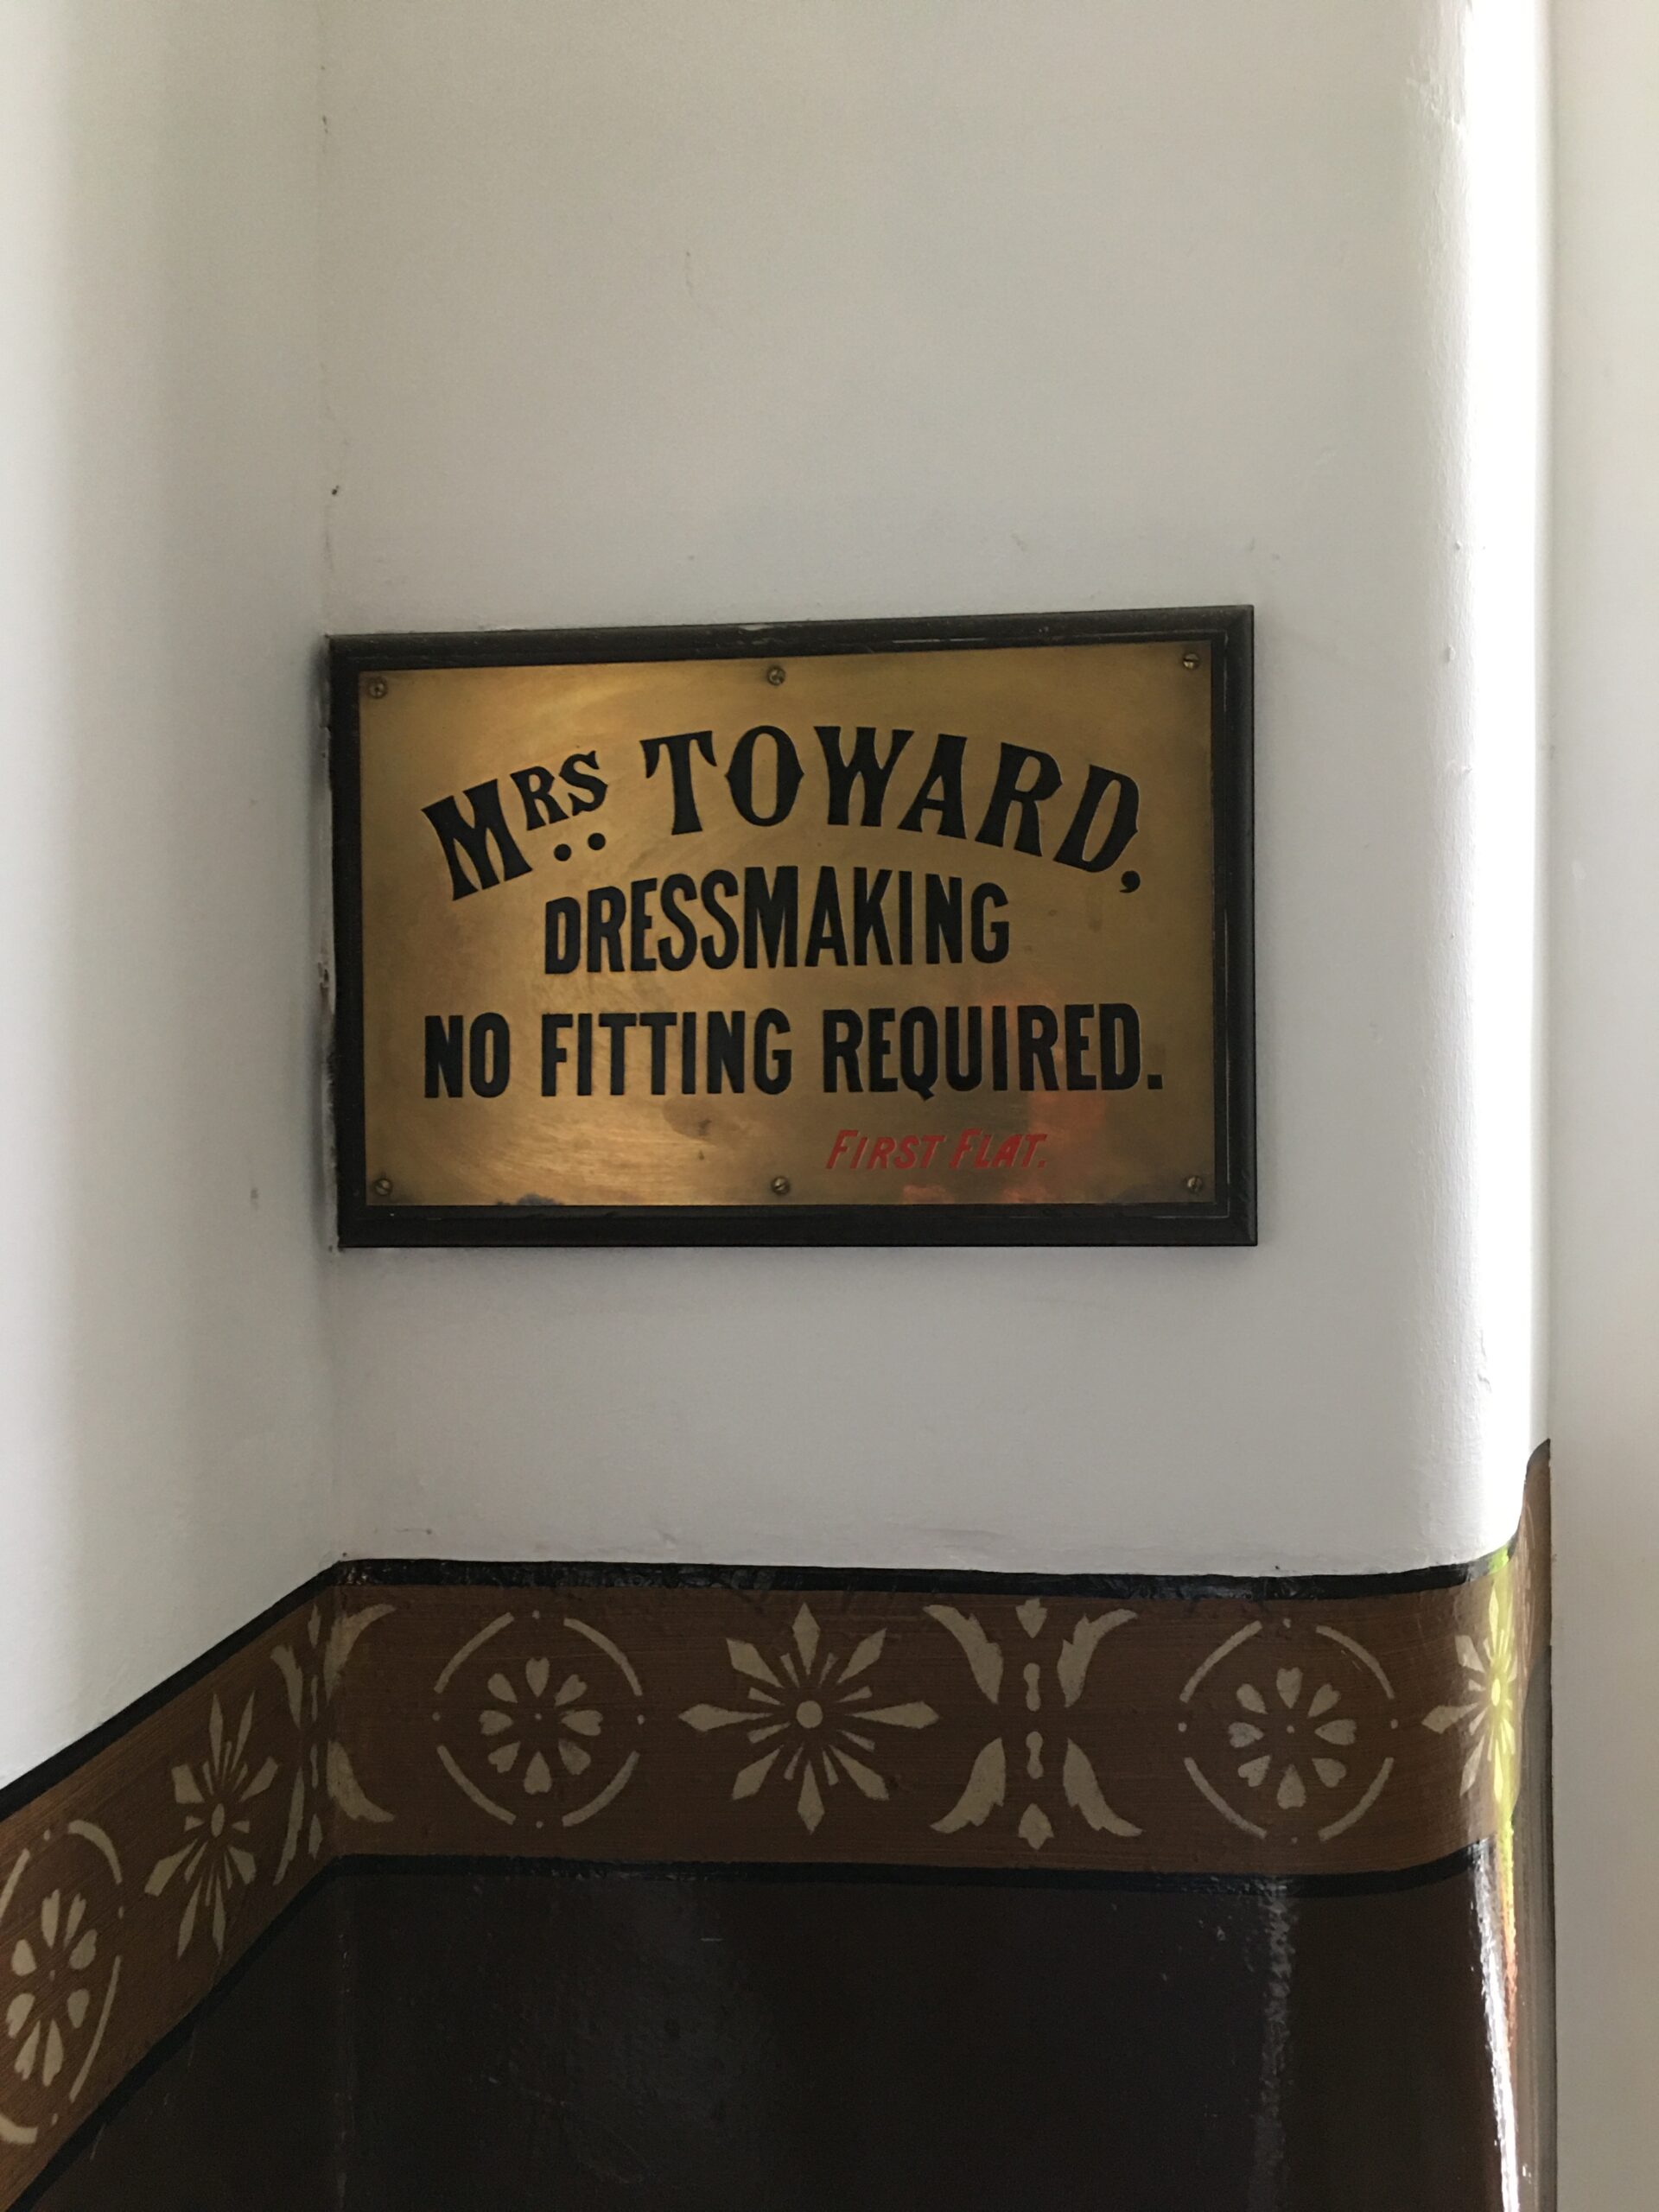 MRS TOWARD,
DRESSMAKING
NO FITTING REQUIRED.
FIRST FLAT.